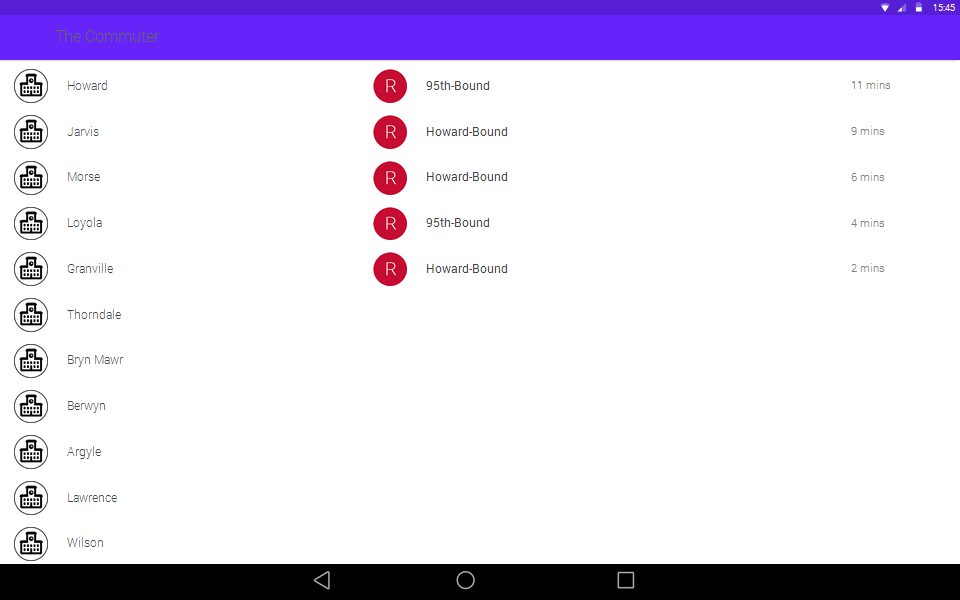 15:45
The Commuter
Howard R 95th-Bound 11 mins
Jarvis R Howard-Bound 9 mins
Morse R Howard-Bound 6 mins
Loyola R 95th-Bound 4 mins
Granville R Howard-Bound 2 mins
Thorndale
Bryn Mawr
Berwyn
Argyle
Lawrence
Wilson